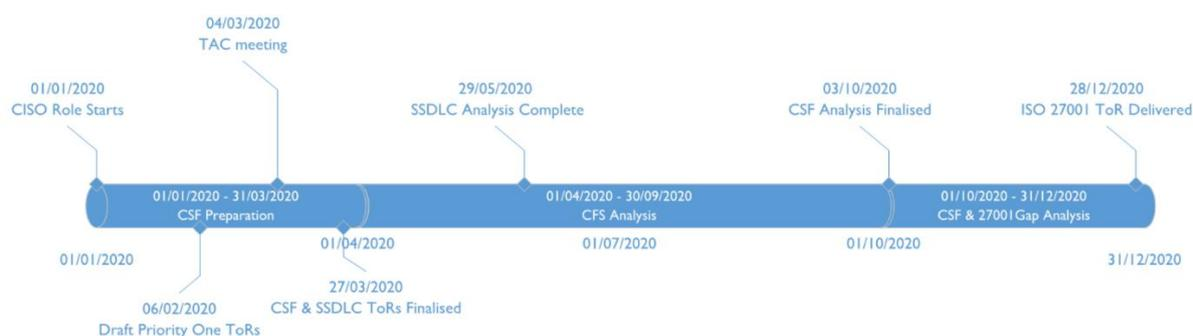 04/03/2020
TAC meeting
01/01/2020
CISO Role Starts
29/05/2020
SSDLC Analysis Complete
03/10/2020
CSF Analysis Finalised
28/12/2020
ISO 27001 ToR Delivered
01/01/2020 - 31/03/2020
CSF Preparation
01/04/2020 - 30/09/2020
CFS Analysis
01/10/2020 - 31/12/2020
CSF & 27001Gap Analysis
01/01/2020
01/04/2020
01/07/2020
01/10/2020
31/12/2020
27/03/2020
CSF & SSDLC ToRs Finalised
06/02/2020
Draft Priority One ToRs